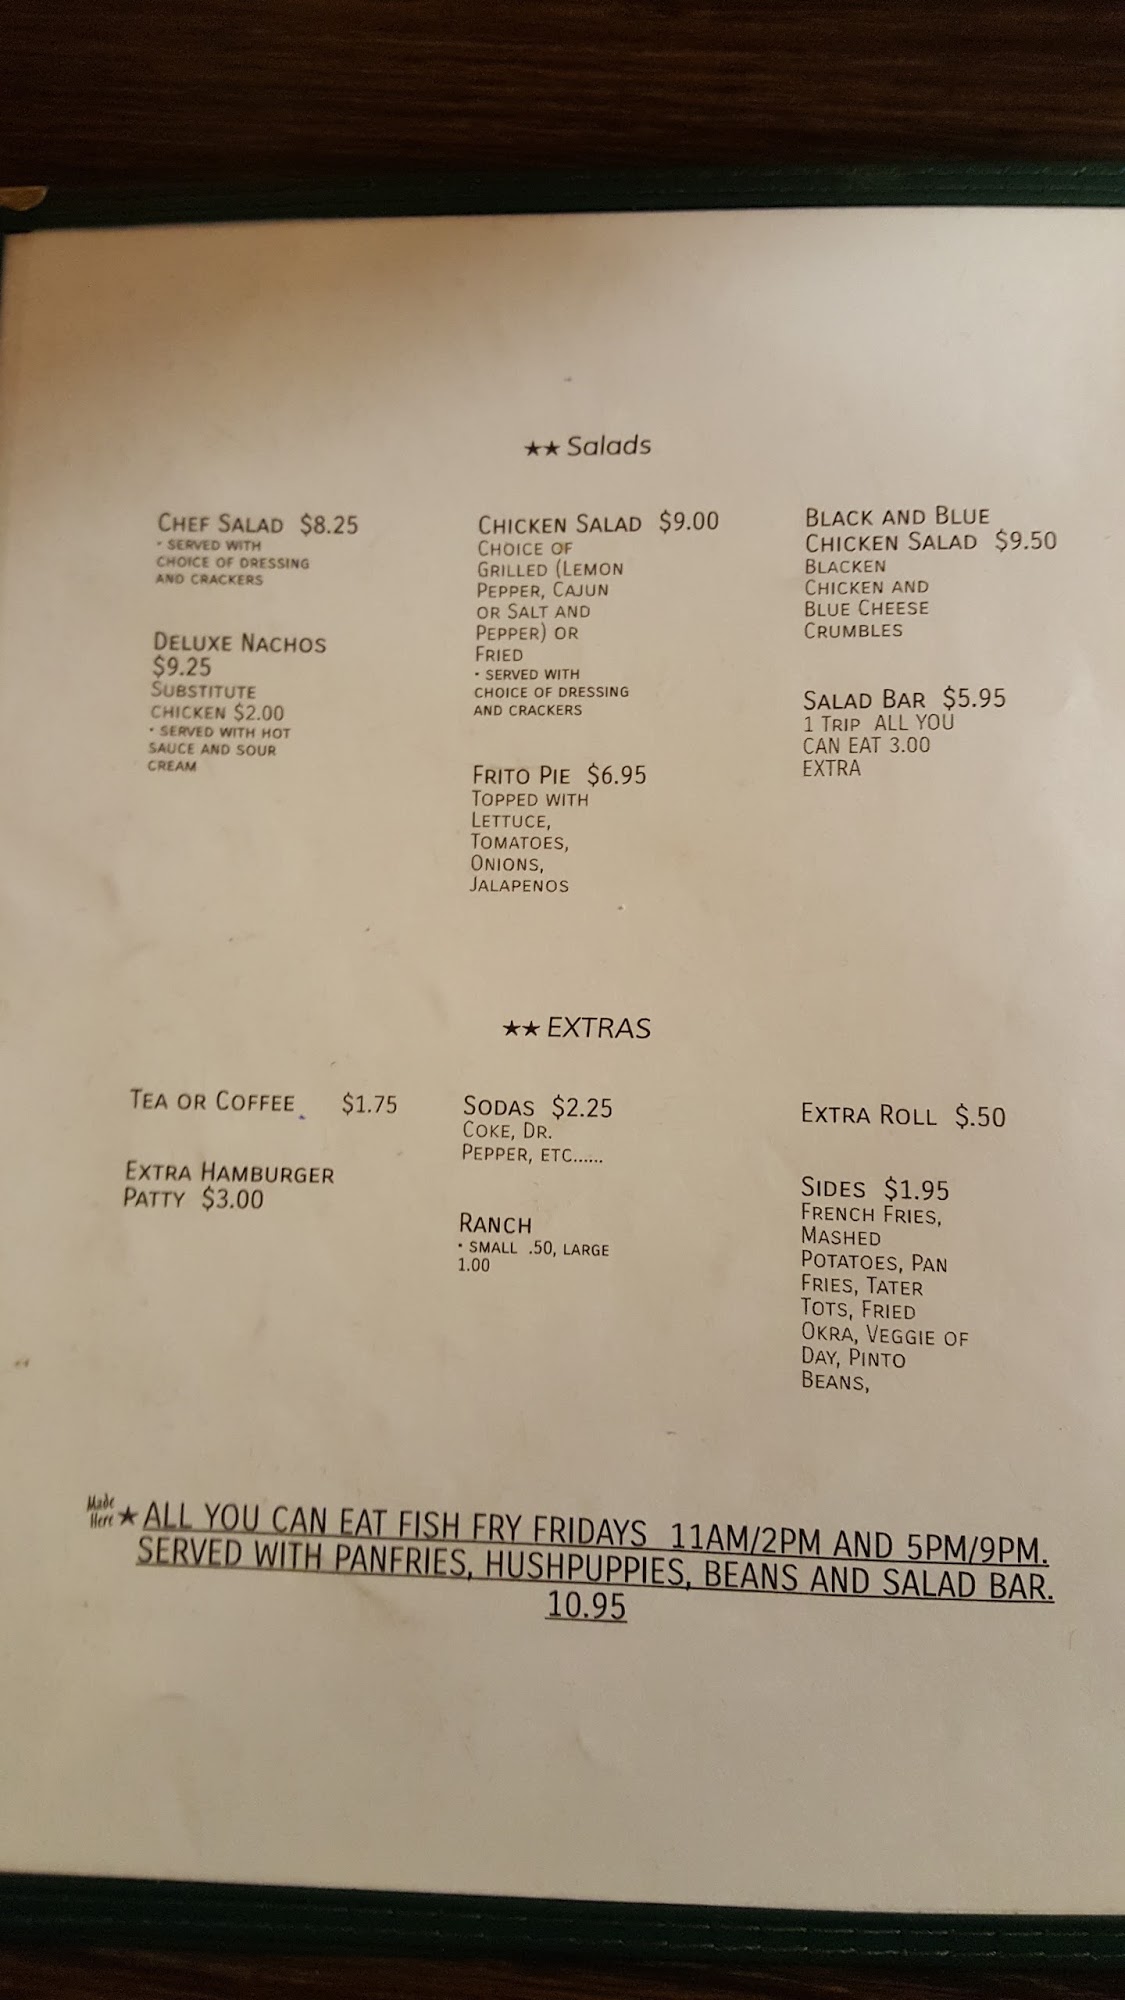 ★★ Salads
CHEF SALAD $8.25
• SERVED WITH
CHOICE OF DRESSING
AND CRACKERS
DELUXE NACHOS
$9.25
SUBSTITUTE
CHICKEN $2.00
• SERVED WITH HOT
SAUCE AND SOUR
CREAM
CHICKEN SALAD $9.00
CHOICE OF
GRILLED (LEMON
PEPPER, CAJUN
OR SALT AND
PEPPER) OR
FRIED
• SERVED WITH
CHOICE OF DRESSING
AND CRACKERS
FRITO PIE $6.95
TOPPED WITH
LETTUCE,
TOMATOES,
ONIONS,
JALAPENOS
BLACK AND BLUE
CHICKEN SALAD $9.50
BLACKEN
CHICKEN AND
BLUE CHEESE
CRUMBLES
SALAD BAR $5.95
1 TRIP ALL YOU
CAN EAT 3.00
EXTRA
★★ EXTRAS
TEA OR COFFEE $1.75
EXTRA HAMBURGER
PATTY $3.00
SODAS $2.25
COKE, DR.
PEPPER, ETC......
RANCH
• SMALL .50, LARGE
1.00
EXTRA ROLL $.50
SIDES $1.95
FRENCH FRIES,
MASHED
POTATOES, PAN
FRIES, TATER
TOTS, FRIED
OKRA, VEGGIE OF
DAY, PINTO
BEANS,
Made
Here ★ ALL YOU CAN EAT FISH FRY FRIDAYS 11AM/2PM AND 5PM/9PM.
SERVED WITH PANFRIES, HUSHPUPPIES, BEANS AND SALAD BAR.
10.95